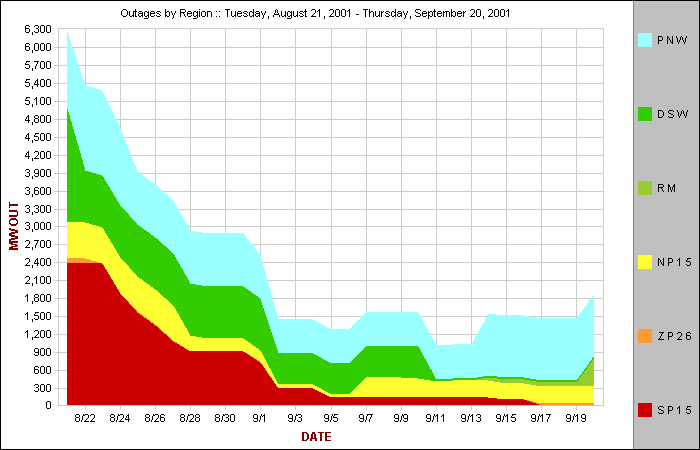 Outages by Region :: Tuesday, August 21, 2001 - Thursday, September 20, 2001
6,300
6,000
5,700
5,400
5,100
4,800
4,500
4,200
3,900
3,600
3,300
3,000
2,700
2,400
2,100
1,800
1,500
1,200
900
600
300
0
MW OUT
8/22 8/24 8/26 8/28 8/30 9/1 9/3 9/5 9/7 9/9 9/11 9/13 9/15 9/17 9/19
DATE
PNW
DSW
RM
NP15
ZP26
SP15